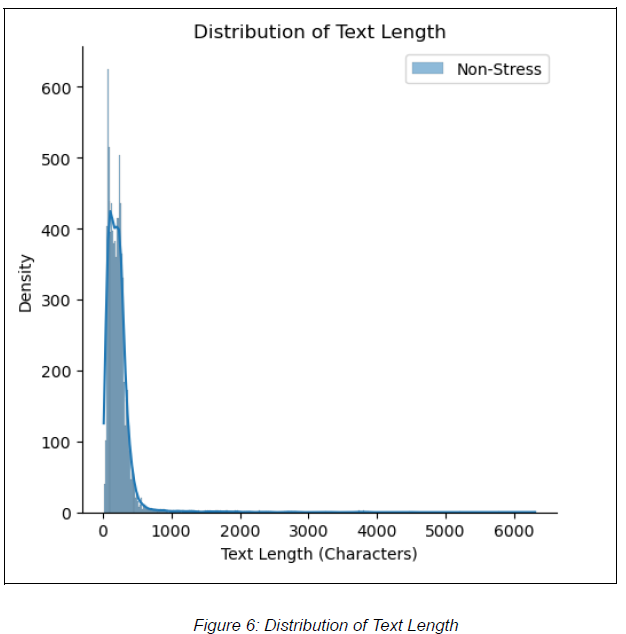 Distribution of Text Length
Non-Stress
600
500
400
300
200
100
0
Density
0 1000 2000 3000 4000 5000 6000
Text Length (Characters)
Figure 6: Distribution of Text Length